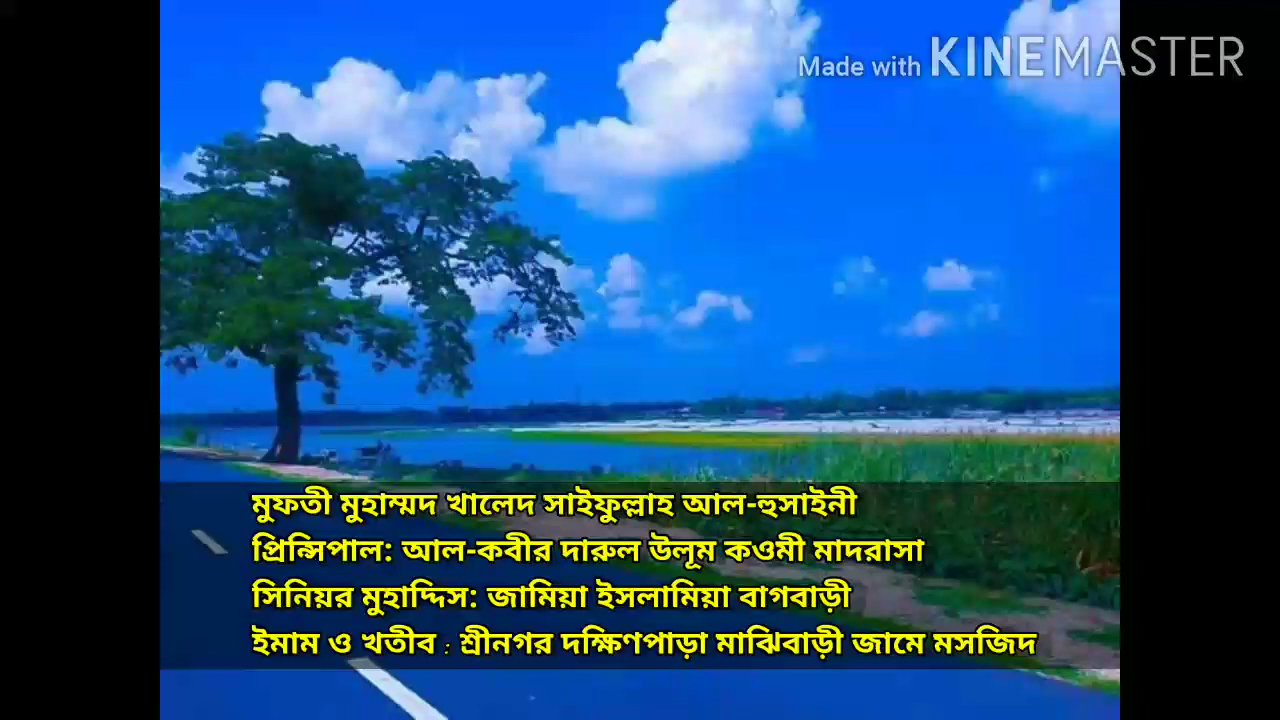 Made with KINEMASTER
মুফতী মুহাম্মদ খালেদ সাইফুল্লাহ আল-হুসাইনী
প্রিন্সিপাল: আল-কবীর দারুল উলূম কওমী মাদরাসা
সিনিয়র মুহাদ্দিস: জামিয়া ইসলামিয়া বাগবাড়ী
ইমাম ও খতীব : শ্রীনগর দক্ষিণপাড়া মাঝিবাড়ী জামে মসজিদ